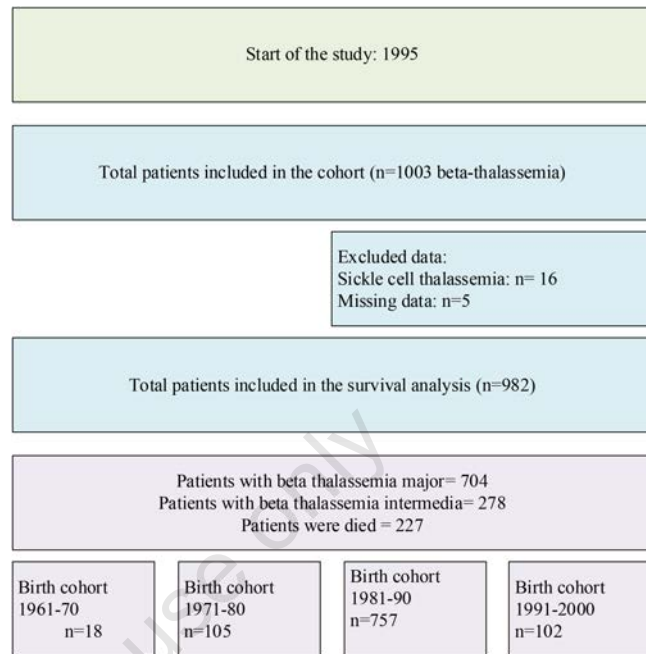 Start of the study: 1995
Total patients included in the cohort (n=1003 beta-thalassemia)
Excluded data:
Sickle cell thalassemia: n= 16
Missing data: n=5
Total patients included in the survival analysis (n=982)
Patients with beta thalassemia major= 704
Patients with beta thalassemia intermedia= 278
Patients were died = 227
Birth cohort
1961-70
n=18
Birth cohort
1971-80
n=105
Birth cohort
1981-90
n=757
Birth cohort
1991-2000
n=102
use only